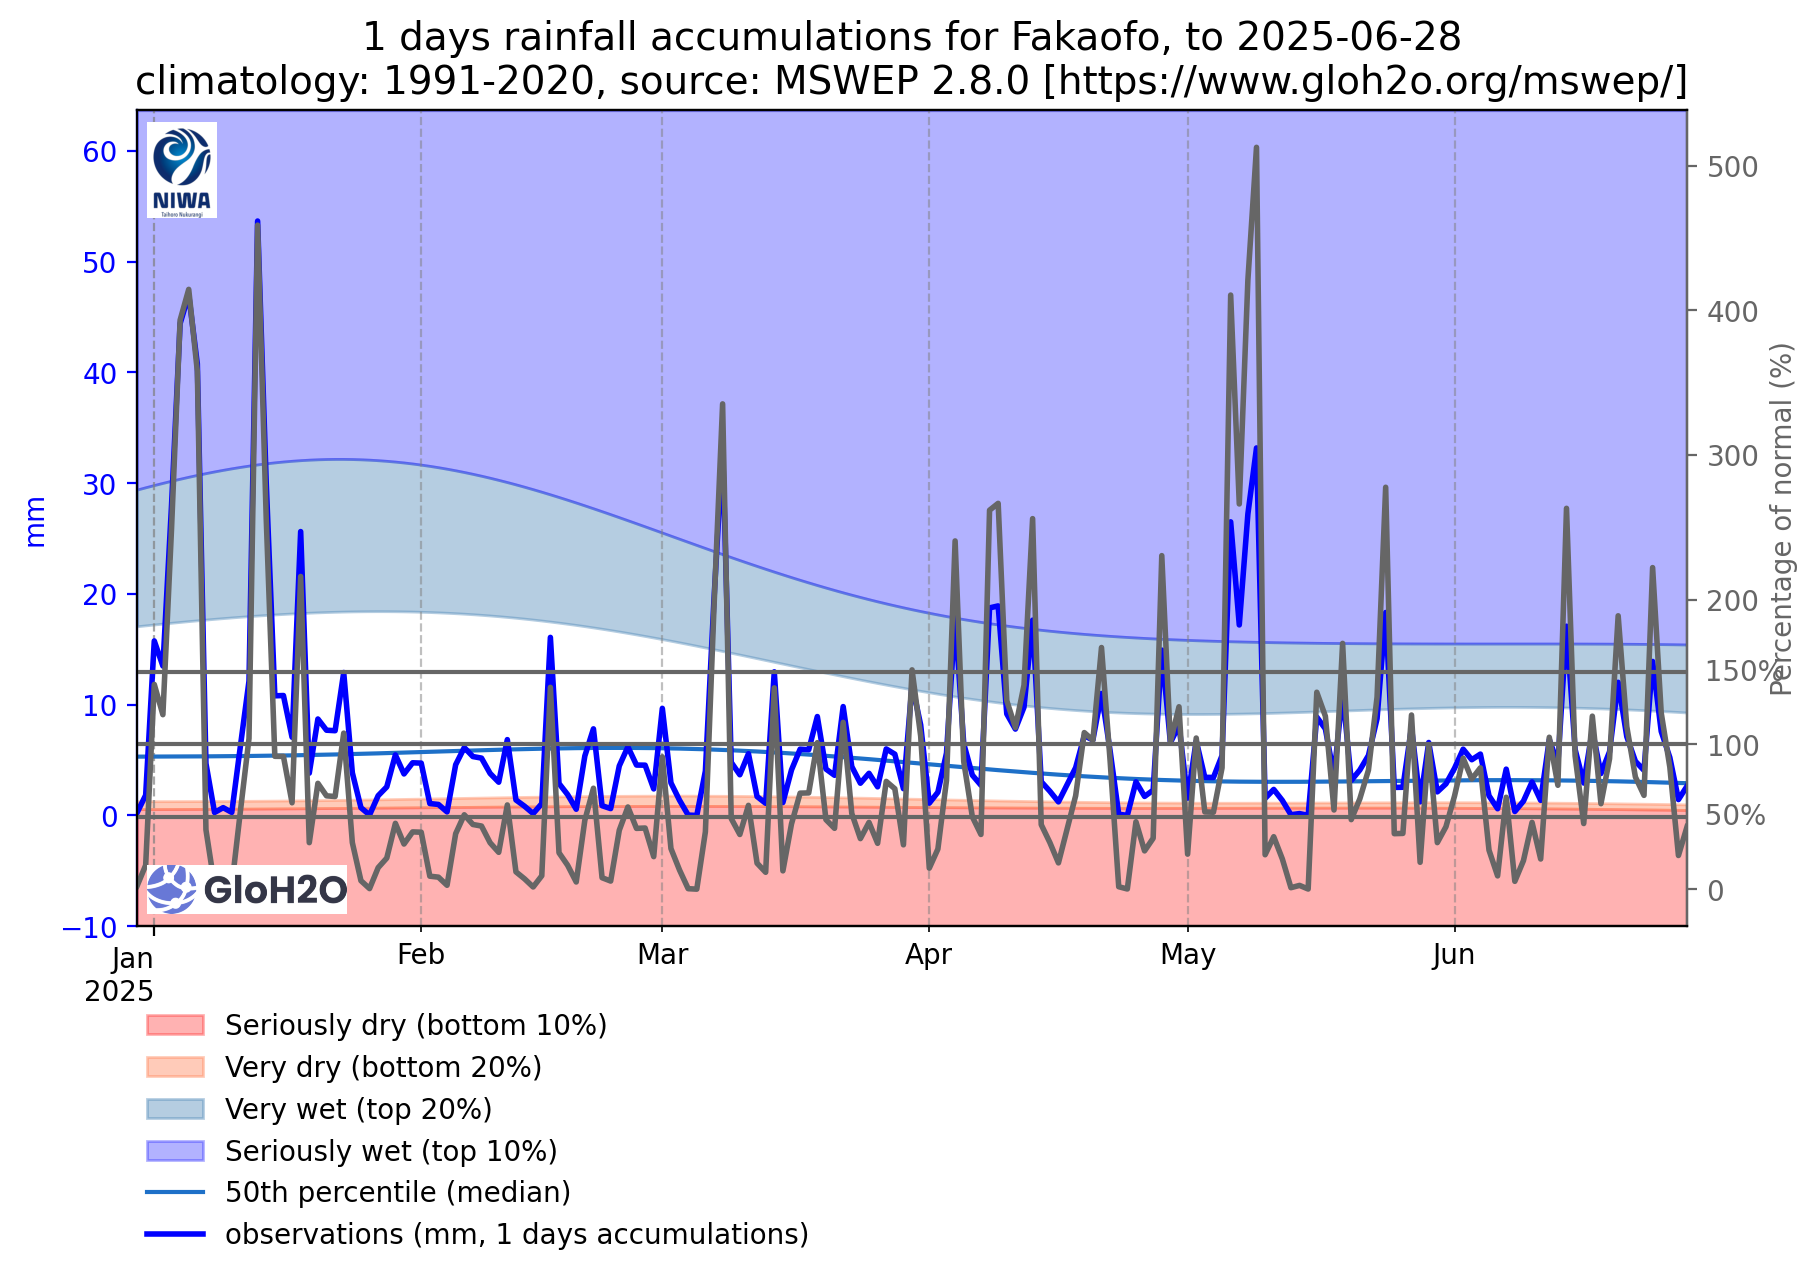 1 days rainfall accumulations for Fakaofo, to 2025-06-28
climatology: 1991-2020, source: MSWEP 2.8.0 [https://www.gloh2o.org/mswep/]
NIWA
Taihoro Nukurangi
60
50
40
30
20
10
0
−10
mm
500
400
300
200
150%
100
50%
0
Percentage of normal (%)
GloH2O
Jan
2025
Feb
Mar
Apr
May
Jun
Seriously dry (bottom 10%)
Very dry (bottom 20%)
Very wet (top 20%)
Seriously wet (top 10%)
50th percentile (median)
observations (mm, 1 days accumulations)